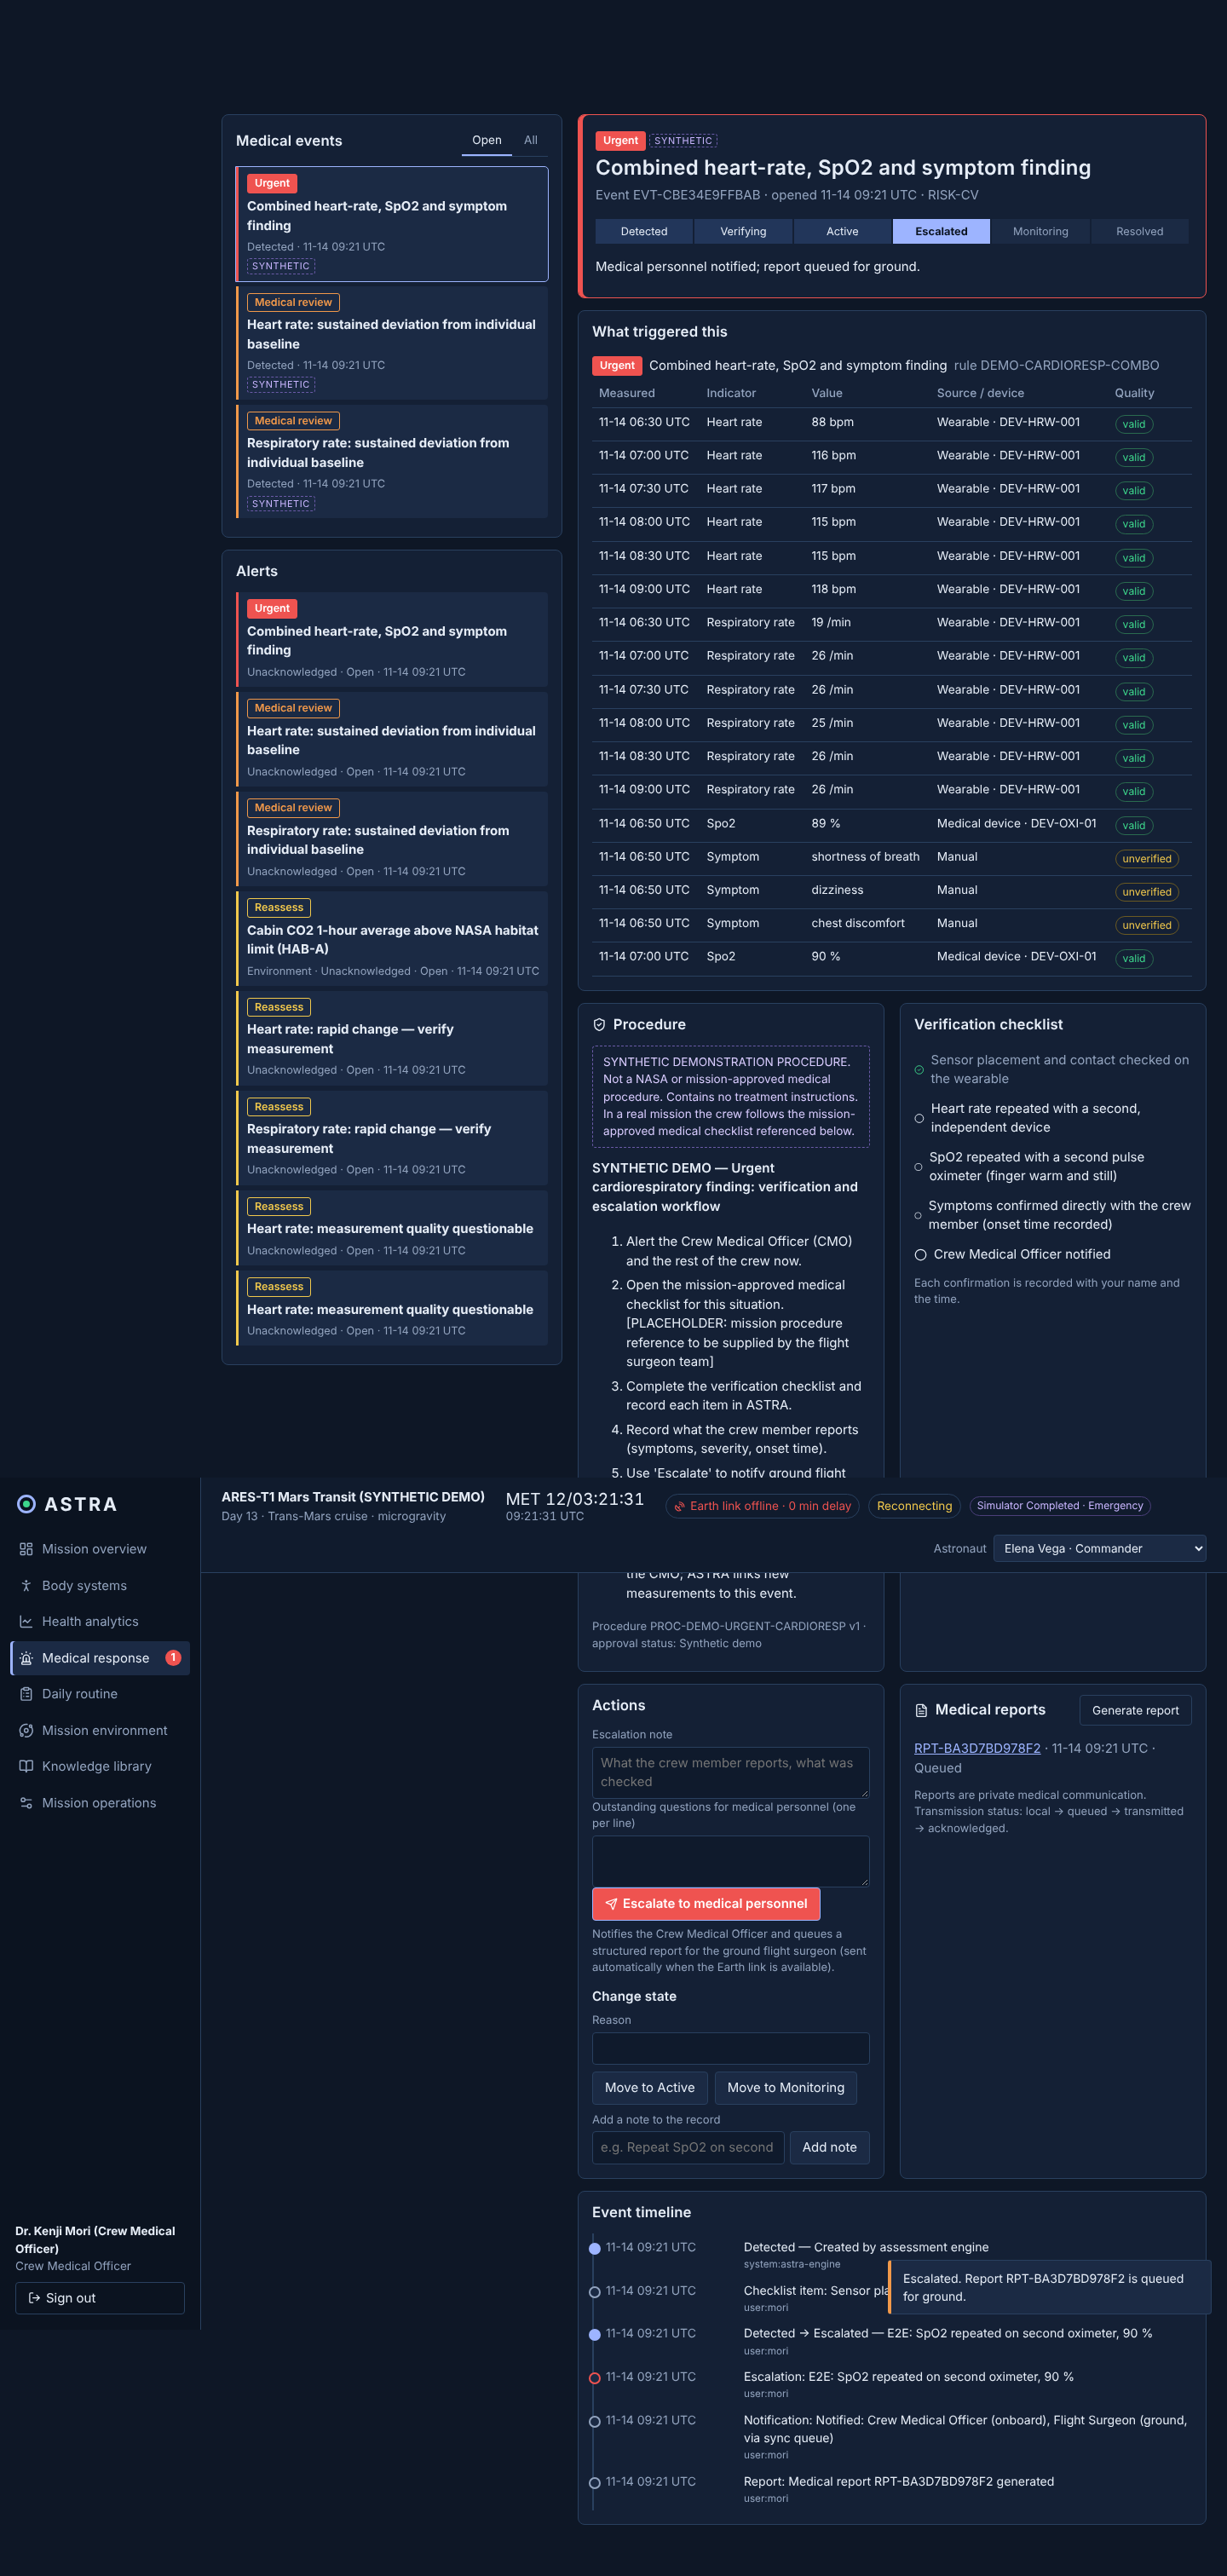 Medical events
Open
All
Urgent
Combined heart-rate, SpO2 and symptom
finding
Detected · 11-14 09:21 UTC
SYNTHETIC
Medical review
Heart rate: sustained deviation from individual
baseline
Detected · 11-14 09:21 UTC
SYNTHETIC
Medical review
Respiratory rate: sustained deviation from
individual baseline
Detected · 11-14 09:21 UTC
SYNTHETIC
Alerts
Urgent
Combined heart-rate, SpO2 and symptom
finding
Unacknowledged · Open · 11-14 09:21 UTC
Medical review
Heart rate: sustained deviation from individual
baseline
Unacknowledged · Open · 11-14 09:21 UTC
Medical review
Respiratory rate: sustained deviation from
individual baseline
Unacknowledged · Open · 11-14 09:21 UTC
Reassess
Cabin CO2 1-hour average above NASA habitat
limit (HAB-A)
Environment · Unacknowledged · Open · 11-14 09:21 UTC
Reassess
Heart rate: rapid change — verify
measurement
Unacknowledged · Open · 11-14 09:21 UTC
Reassess
Respiratory rate: rapid change — verify
measurement
Unacknowledged · Open · 11-14 09:21 UTC
Reassess
Heart rate: measurement quality questionable
Unacknowledged · Open · 11-14 09:21 UTC
Reassess
Heart rate: measurement quality questionable
Unacknowledged · Open · 11-14 09:21 UTC
Urgent SYNTHETIC
Combined heart-rate, SpO2 and symptom finding
Event EVT-CBE34E9FFBAB · opened 11-14 09:21 UTC · RISK-CV
Detected Verifying Active Escalated Monitoring Resolved
Medical personnel notified; report queued for ground.
What triggered this
Urgent Combined heart-rate, SpO2 and symptom finding rule DEMO-CARDIORESP-COMBO
Measured Indicator Value Source / device Quality
11-14 06:30 UTC Heart rate 88 bpm Wearable · DEV-HRW-001 valid
11-14 07:00 UTC Heart rate 116 bpm Wearable · DEV-HRW-001 valid
11-14 07:30 UTC Heart rate 117 bpm Wearable · DEV-HRW-001 valid
11-14 08:00 UTC Heart rate 115 bpm Wearable · DEV-HRW-001 valid
11-14 08:30 UTC Heart rate 115 bpm Wearable · DEV-HRW-001 valid
11-14 09:00 UTC Heart rate 118 bpm Wearable · DEV-HRW-001 valid
11-14 06:30 UTC Respiratory rate 19 /min Wearable · DEV-HRW-001 valid
11-14 07:00 UTC Respiratory rate 26 /min Wearable · DEV-HRW-001 valid
11-14 07:30 UTC Respiratory rate 26 /min Wearable · DEV-HRW-001 valid
11-14 08:00 UTC Respiratory rate 25 /min Wearable · DEV-HRW-001 valid
11-14 08:30 UTC Respiratory rate 26 /min Wearable · DEV-HRW-001 valid
11-14 09:00 UTC Respiratory rate 26 /min Wearable · DEV-HRW-001 valid
11-14 06:50 UTC Spo2 89 % Medical device · DEV-OXI-01 valid
11-14 06:50 UTC Symptom shortness of breath Manual unverified
11-14 06:50 UTC Symptom dizziness Manual unverified
11-14 06:50 UTC Symptom chest discomfort Manual unverified
11-14 07:00 UTC Spo2 90 % Medical device · DEV-OXI-01 valid
Procedure
SYNTHETIC DEMONSTRATION PROCEDURE.
Not a NASA or mission-approved medical
procedure. Contains no treatment instructions.
In a real mission the crew follows the mission-
approved medical checklist referenced below.
SYNTHETIC DEMO — Urgent
cardiorespiratory finding: verification and
escalation workflow
1. Alert the Crew Medical Officer (CMO)
and the rest of the crew now.
2. Open the mission-approved medical
checklist for this situation.
[PLACEHOLDER: mission procedure
reference to be supplied by the flight
surgeon team]
3. Complete the verification checklist and
record each item in ASTRA.
4. Record what the crew member reports
(symptoms, severity, onset time).
5. Use 'Escalate' to notify ground flight
Verification checklist
Sensor placement and contact checked on
the wearable
Heart rate repeated with a second,
independent device
SpO2 repeated with a second pulse
oximeter (finger warm and still)
Symptoms confirmed directly with the crew
member (onset time recorded)
Crew Medical Officer notified
Each confirmation is recorded with your name and
the time.
ASTRA
Mission overview
Body systems
Health analytics
Medical response 1
Daily routine
Mission environment
Knowledge library
Mission operations
Dr. Kenji Mori (Crew Medical
Officer)
Crew Medical Officer
Sign out
ARES-T1 Mars Transit (SYNTHETIC DEMO)
Day 13 · Trans-Mars cruise · microgravity
MET 12/03:21:31
09:21:31 UTC
Earth link offline · 0 min delay
Reconnecting
Simulator Completed · Emergency
Astronaut Elena Vega · Commander
the CMO, ASTRA links new
measurements to this event.
Procedure PROC-DEMO-URGENT-CARDIORESP v1 ·
approval status: Synthetic demo
Actions
Escalation note
What the crew member reports, what was
checked
Outstanding questions for medical personnel (one
per line)
Escalate to medical personnel
Notifies the Crew Medical Officer and queues a
structured report for the ground flight surgeon (sent
automatically when the Earth link is available).
Change state
Reason
Move to Active Move to Monitoring
Add a note to the record
e.g. Repeat SpO2 on second Add note
Medical reports Generate report
RPT-BA3D7BD978F2 · 11-14 09:21 UTC ·
Queued
Reports are private medical communication.
Transmission status: local → queued → transmitted
→ acknowledged.
Event timeline
11-14 09:21 UTC Detected — Created by assessment engine
system:astra-engine
11-14 09:21 UTC Checklist item: Sensor
user:mori
Escalated. Report RPT-BA3D7BD978F2 is queued
for ground.
11-14 09:21 UTC Detected → Escalated — E2E: SpO2 repeated on second oximeter, 90 %
user:mori
11-14 09:21 UTC Escalation: E2E: SpO2 repeated on second oximeter, 90 %
user:mori
11-14 09:21 UTC Notification: Notified: Crew Medical Officer (onboard), Flight Surgeon (ground,
via sync queue)
user:mori
11-14 09:21 UTC Report: Medical report RPT-BA3D7BD978F2 generated
user:mori